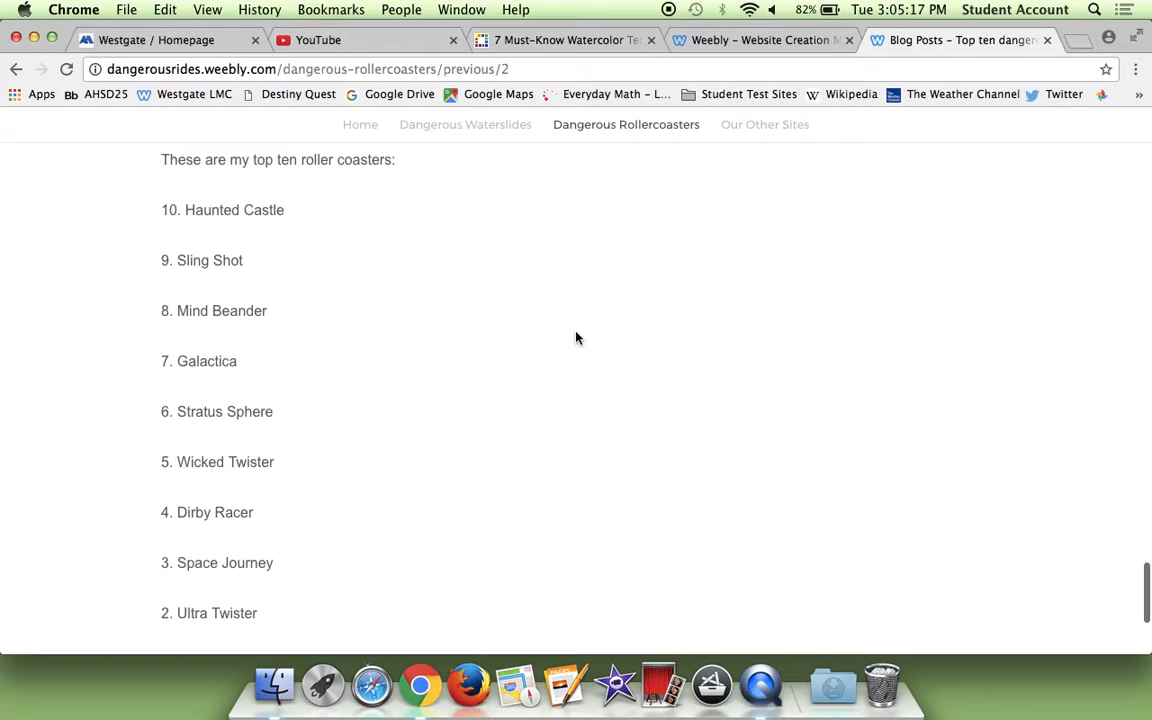 Chrome File Edit View History Bookmarks People Window Help 82% Tue 3:05:17 PM Student Account
Westgate / Homepage YouTube 7 Must-Know Watercolor Te Weebly - Website Creation M Blog Posts - Top ten danger
dangerousrides.weebly.com/dangerous-rollercoasters/previous/2
Apps Bb AHSD25 Westgate LMC Destiny Quest Google Drive Google Maps Everyday Math – L... Student Test Sites W Wikipedia The Weather Channel Twitter »
Home Dangerous Waterslides Dangerous Rollercoasters Our Other Sites
These are my top ten roller coasters:
10. Haunted Castle
9. Sling Shot
8. Mind Beander
7. Galactica
6. Stratus Sphere
5. Wicked Twister
4. Dirby Racer
3. Space Journey
2. Ultra Twister